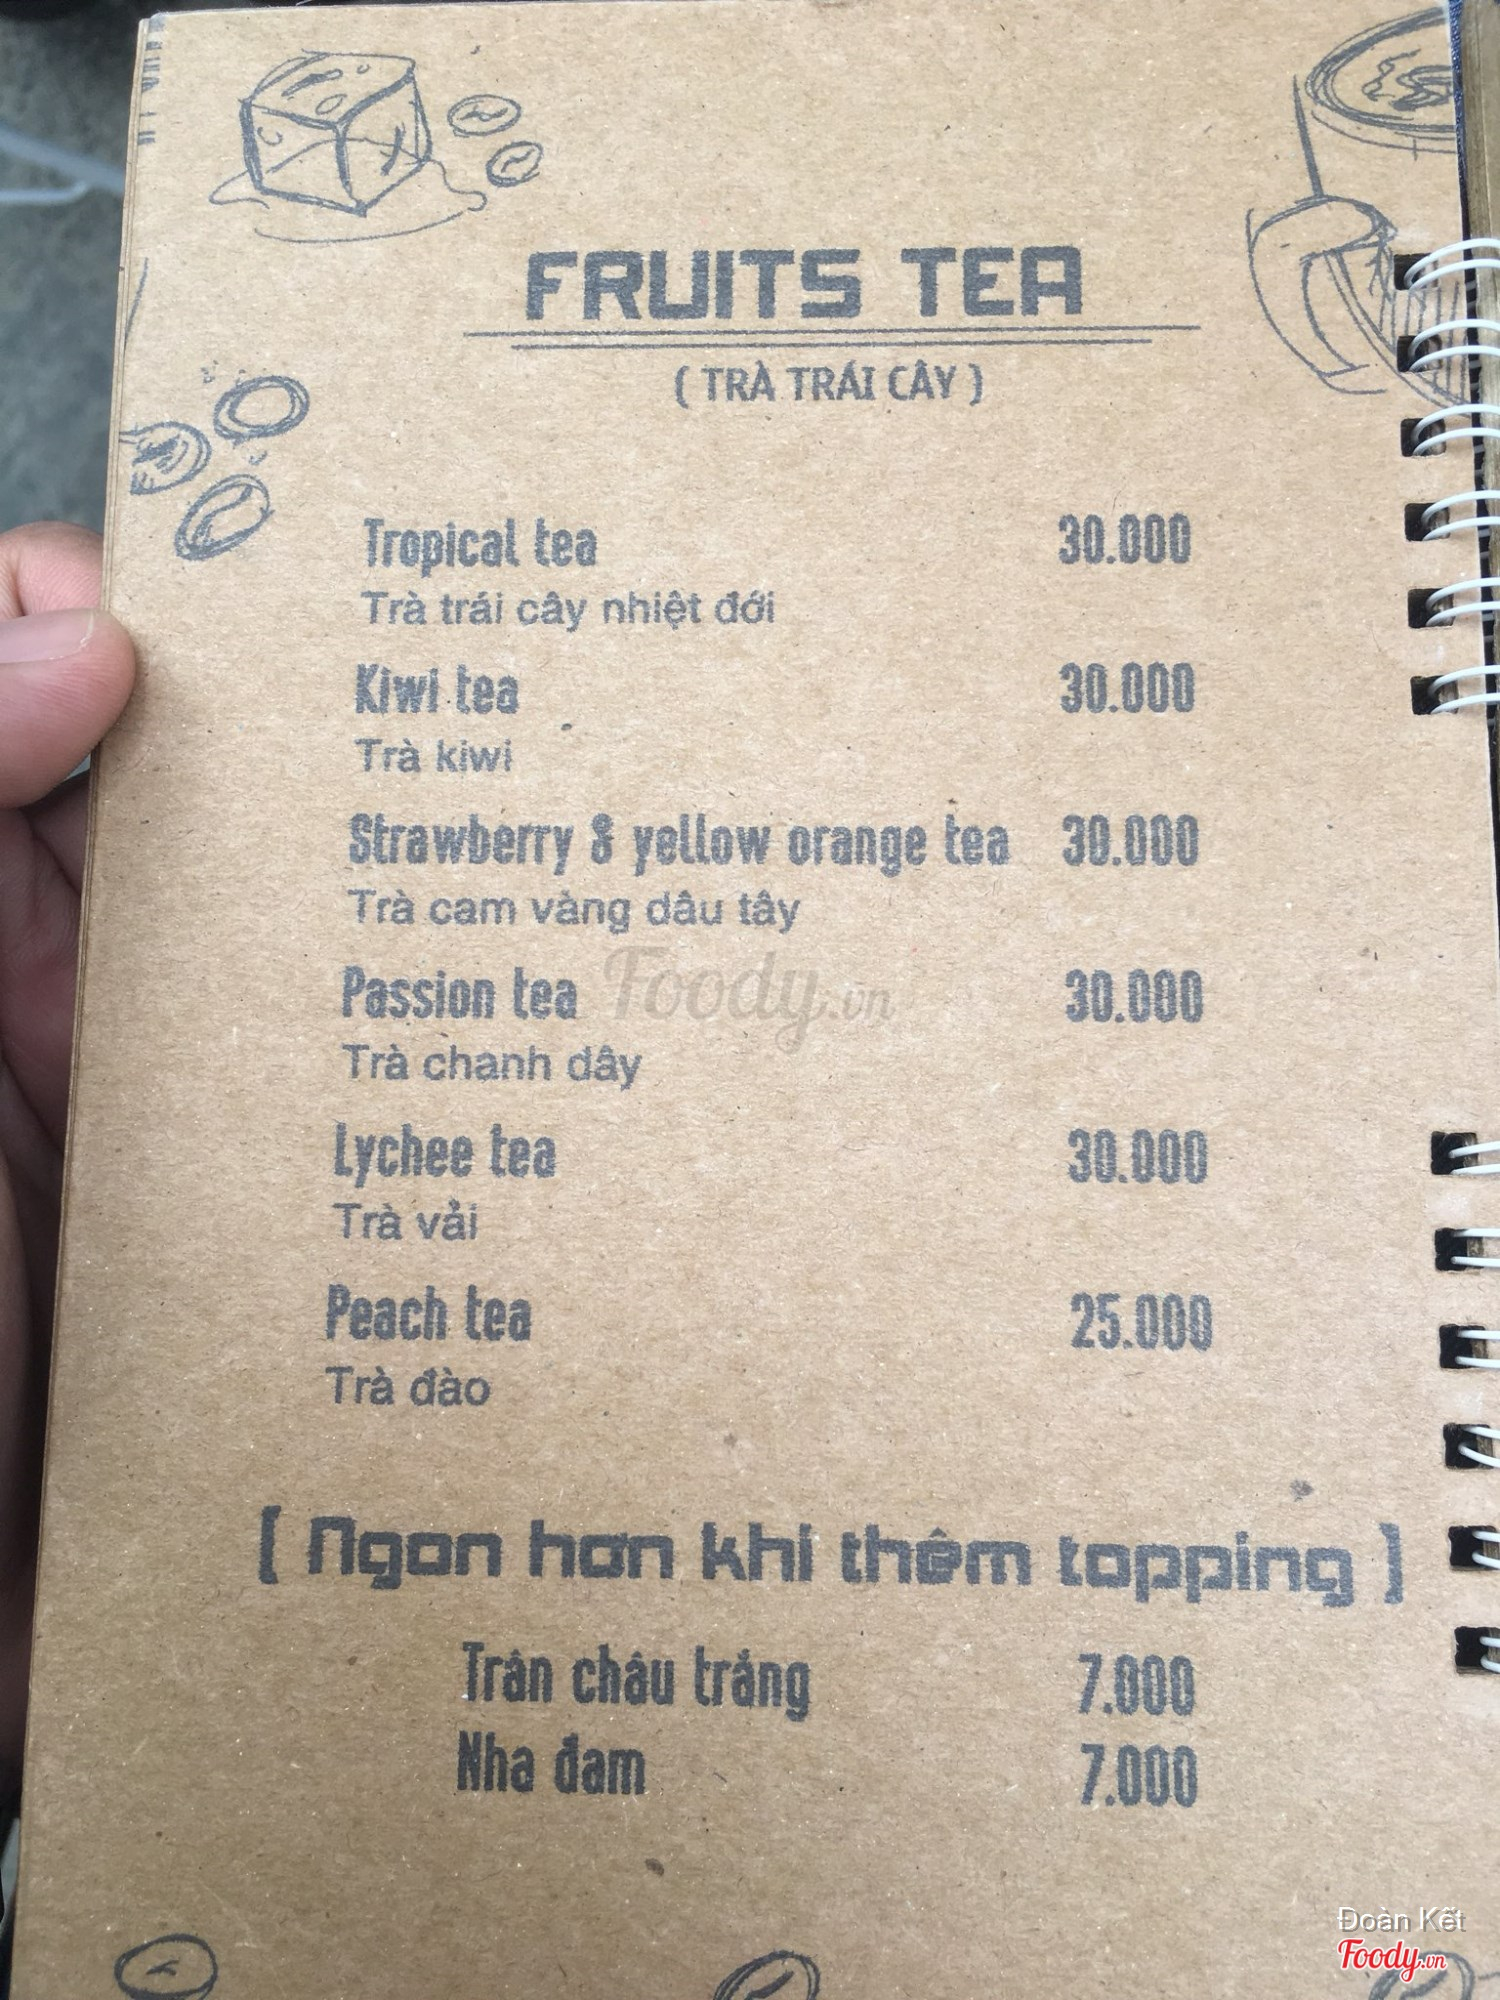 FRUITS TEA
( TRÀ TRÁI CÂY )
Tropical tea 30.000
Trà trái cây nhiệt đới
Kiwi tea 30.000
Trà kiwi
Strawberry & yellow orange tea 30.000
Trà cam vàng dâu tây
Foody.vn
Passion tea 30.000
Trà chanh dây
Lychee tea 30.000
Trà vải
Peach tea 25.000
Trà đào
[ Ngon hơn khi thêm topping ]
Trân châu trắng 7.000
Nha đam 7.000
Đoàn Kết
Foody.vn